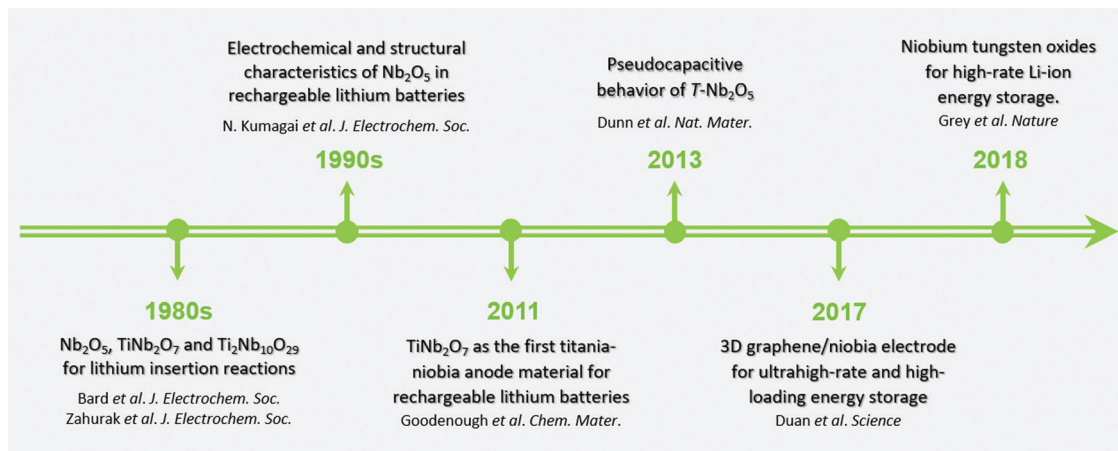 Electrochemical and structural
characteristics of Nb₂O₅ in
rechargeable lithium batteries
N. Kumagai et al. J. Electrochem. Soc.
1990s
Pseudocapacitive
behavior of T-Nb₂O₅
Dunn et al. Nat. Mater.
2013
Niobium tungsten oxides
for high-rate Li-ion
energy storage.
Grey et al. Nature
2018
1980s
Nb₂O₅, TiNb₂O₇ and Ti₂Nb₁₀O₂₉
for lithium insertion reactions
Bard et al. J. Electrochem. Soc.
Zahurak et al. J. Electrochem. Soc.
2011
TiNb₂O₇ as the first titania-
niobia anode material for
rechargeable lithium batteries
Goodenough et al. Chem. Mater.
2017
3D graphene/niobia electrode
for ultrahigh-rate and high-
loading energy storage
Duan et al. Science